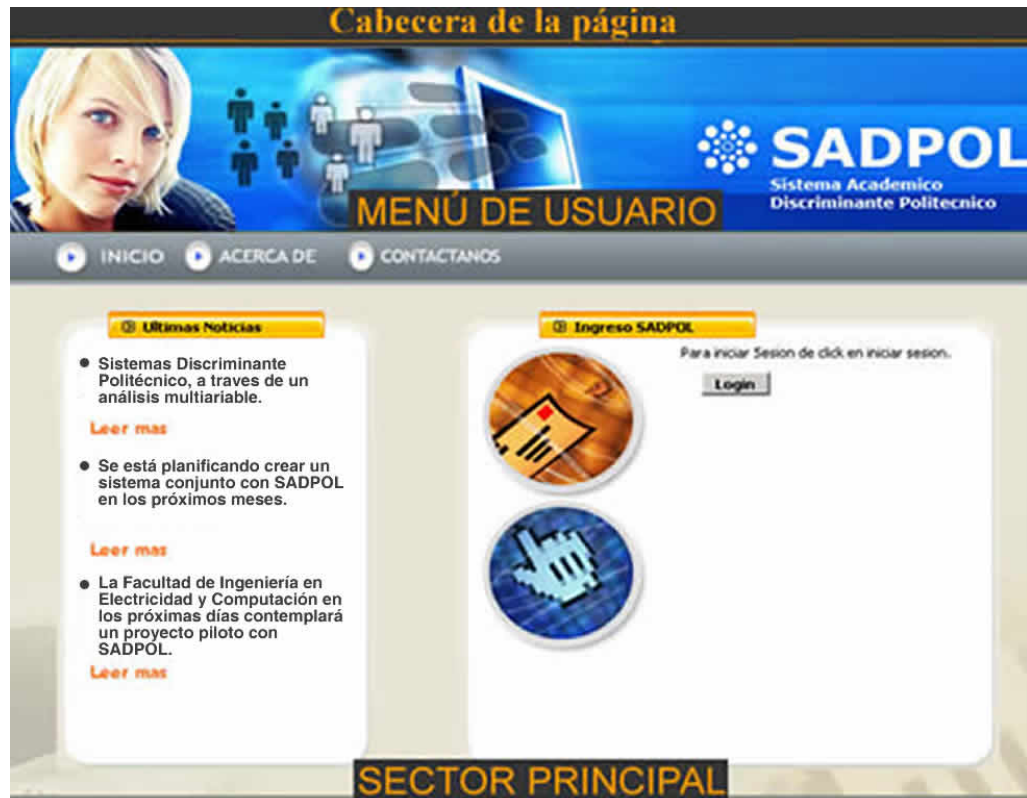 Cabecera de la página
SADPOL
Sistema Academico
Discriminante Politecnico
MENÚ DE USUARIO
INICIO
ACERCA DE
CONTACTANOS
Ultimas Noticias
Sistemas Discriminante
Politécnico, a traves de un
análisis multiariable.
Leer mas
Se está planificando crear un
sistema conjunto con SADPOL
en los próximos meses.
Leer mas
La Facultad de Ingeniería en
Electricidad y Computación en
los próximas días contemplará
un proyecto piloto con
SADPOL.
Leer mas
Ingreso SADPOL
Para iniciar Sesion de click en iniciar sesion.
Login
SECTOR PRINCIPAL